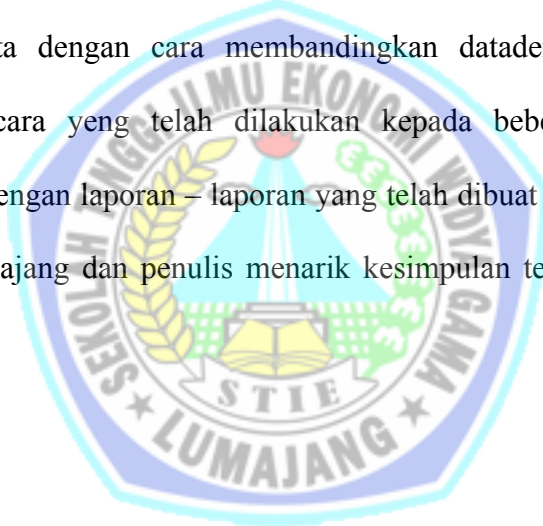 ta dengan cara membandingkan datade
cara yeng telah dilakukan kepada bebe
engan laporan – laporan yang telah dibuat
ajang dan penulis menarik kesimpulan te
SEKOLAH TINGGI ILMU EKONOMI WIDYA GAMA
STIE
LUMAJANG